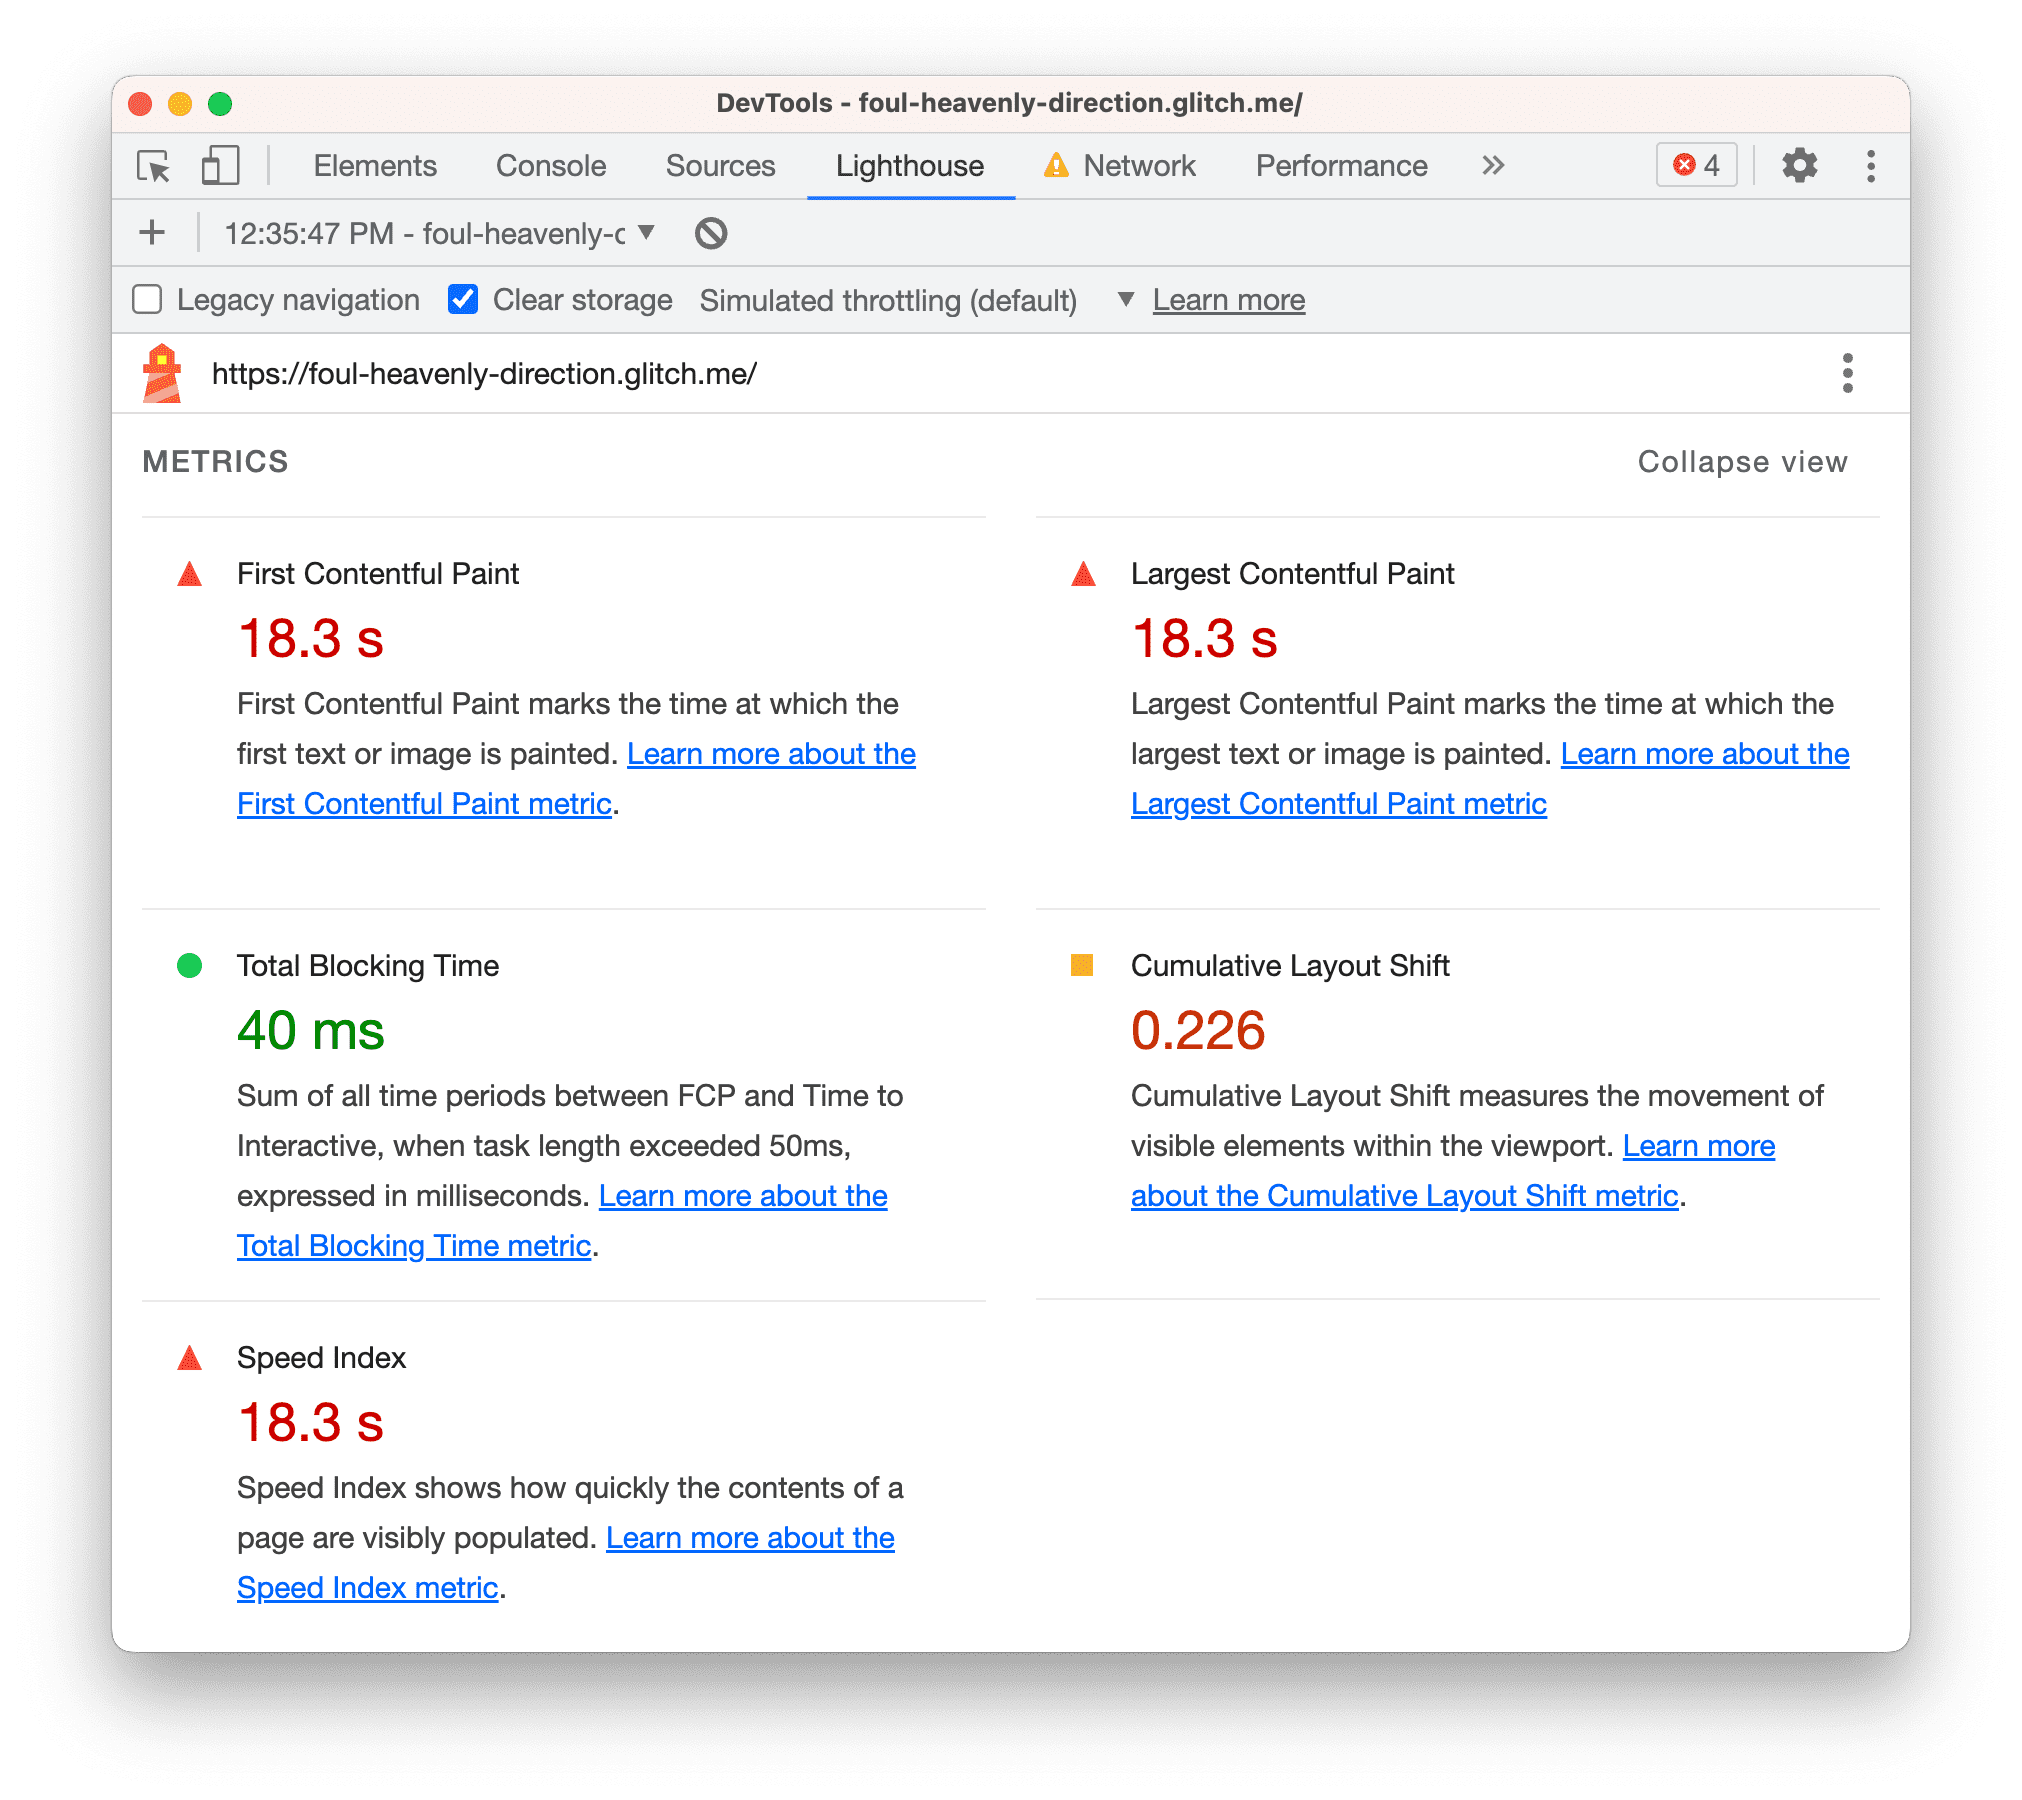 DevTools - foul-heavenly-direction.glitch.me/
Elements Console Sources Lighthouse Network Performance 4
12:35:47 PM - foul-heavenly-
Legacy navigation Clear storage Simulated throttling (default) Learn more
https://foul-heavenly-direction.glitch.me/
METRICS Collapse view
First Contentful Paint
18.3 s
First Contentful Paint marks the time at which the
first text or image is painted. Learn more about the
First Contentful Paint metric.
Largest Contentful Paint
18.3 s
Largest Contentful Paint marks the time at which the
largest text or image is painted. Learn more about the
Largest Contentful Paint metric
Total Blocking Time
40 ms
Sum of all time periods between FCP and Time to
Interactive, when task length exceeded 50ms,
expressed in milliseconds. Learn more about the
Total Blocking Time metric.
Cumulative Layout Shift
0.226
Cumulative Layout Shift measures the movement of
visible elements within the viewport. Learn more
about the Cumulative Layout Shift metric.
Speed Index
18.3 s
Speed Index shows how quickly the contents of a
page are visibly populated. Learn more about the
Speed Index metric.